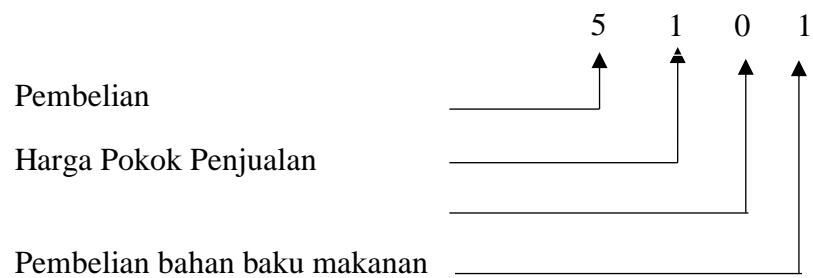 5 1 0 1
Pembelian
Harga Pokok Penjualan
Pembelian bahan baku makanan